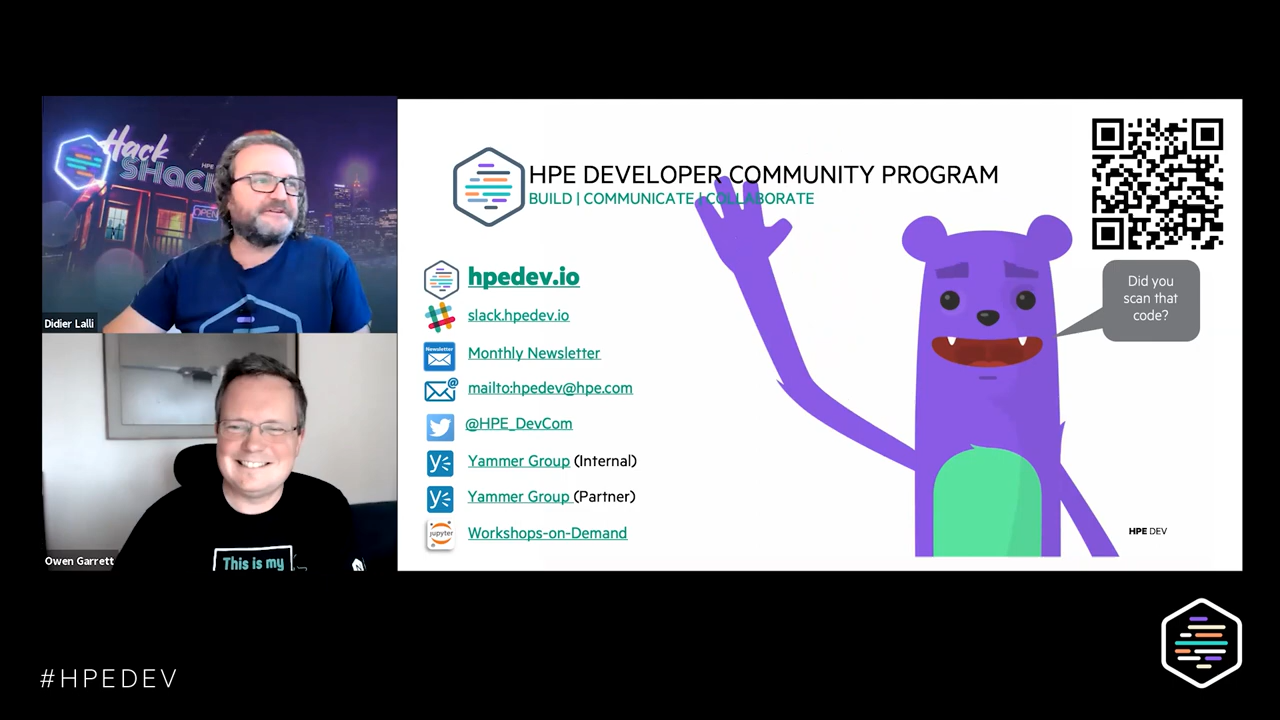 Hack
Shack
HPE
OPEN
Didier Lalli
This is my
Owen Garrett
HPE DEVELOPER COMMUNITY PROGRAM
BUILD | COMMUNICATE | COLLABORATE
hpedev.io
slack.hpedev.io
Newsletter
Monthly Newsletter
mailto:hpedev@hpe.com
@HPE_DevCom
Yammer Group (Internal)
Yammer Group (Partner)
jupyter
Workshops-on-Demand
Did you
scan that
code?
HPE DEV
#HPEDEV